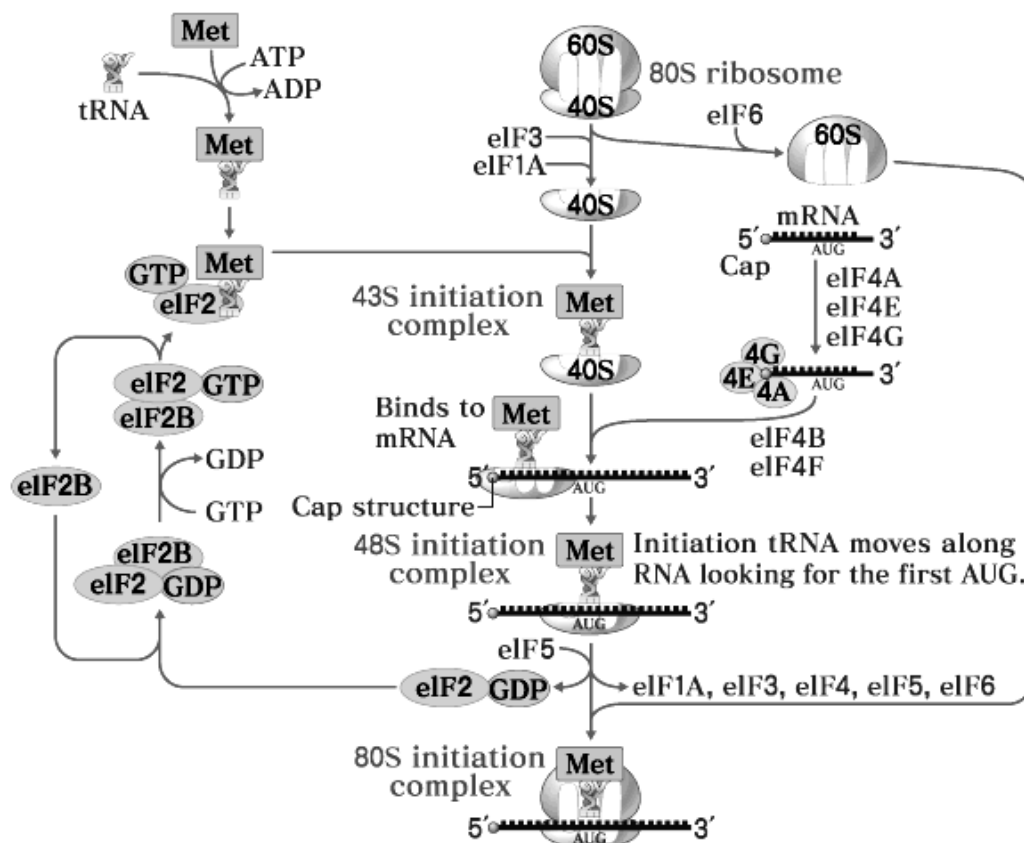 Met
ATP
ADP
tRNA
Met
GTP
Met
eIF2
eIF2
GTP
eIF2B
GDP
GTP
eIF2B
eIF2B
eIF2
GDP
60S
40S
80S ribosome
eIF3
eIF1A
40S
eIF6
60S
mRNA
5′
3′
AUG
Cap
eIF4A
eIF4E
eIF4G
4G
4E
4A
3′
AUG
43S initiation
complex
Met
40S
Binds to
mRNA
Met
eIF4B
eIF4F
5′
3′
AUG
Cap structure
48S initiation
complex
Met
Initiation tRNA moves along
RNA looking for the first AUG.
5′
3′
AUG
eIF5
eIF2
GDP
eIF1A, eIF3, eIF4, eIF5, eIF6
80S initiation
complex
Met
5′
3′
AUG